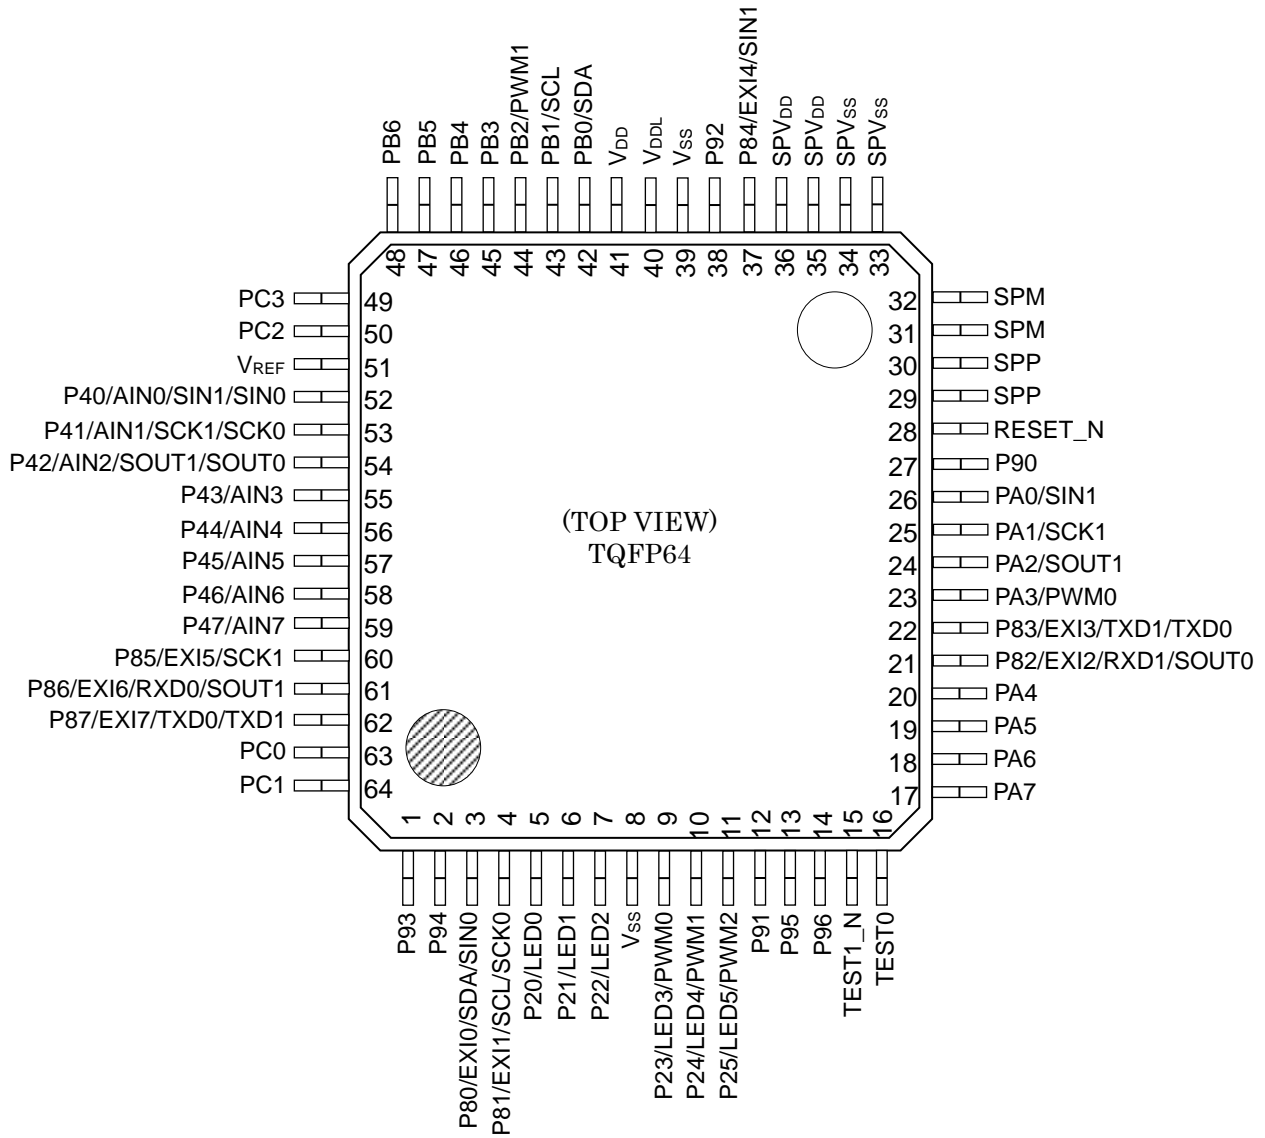 PB6
PB5
PB4
PB3
PB2/PWM1
PB1/SCL
PB0/SDA
VDD
VDDL
VSS
P92
P84/EXI4/SIN1
SPVDD
SPVDD
SPVSS
SPVSS
48
47
46
45
44
43
42
41
40
39
38
37
36
35
34
33
PC3 49
PC2 50
VREF 51
P40/AIN0/SIN1/SIN0 52
P41/AIN1/SCK1/SCK0 53
P42/AIN2/SOUT1/SOUT0 54
P43/AIN3 55
P44/AIN4 56
P45/AIN5 57
P46/AIN6 58
P47/AIN7 59
P85/EXI5/SCK1 60
P86/EXI6/RXD0/SOUT1 61
P87/EXI7/TXD0/TXD1 62
PC0 63
PC1 64
(TOP VIEW)
TQFP64
32 SPM
31 SPM
30 SPP
29 SPP
28 RESET_N
27 P90
26 PA0/SIN1
25 PA1/SCK1
24 PA2/SOUT1
23 PA3/PWM0
22 P83/EXI3/TXD1/TXD0
21 P82/EXI2/RXD1/SOUT0
20 PA4
19 PA5
18 PA6
17 PA7
1
2
3
4
5
6
7
8
9
10
11
12
13
14
15
16
P93
P94
P80/EXI0/SDA/SIN0
P81/EXI1/SCL/SCK0
P20/LED0
P21/LED1
P22/LED2
VSS
P23/LED3/PWM0
P24/LED4/PWM1
P25/LED5/PWM2
P91
P95
P96
TEST1_N
TEST0